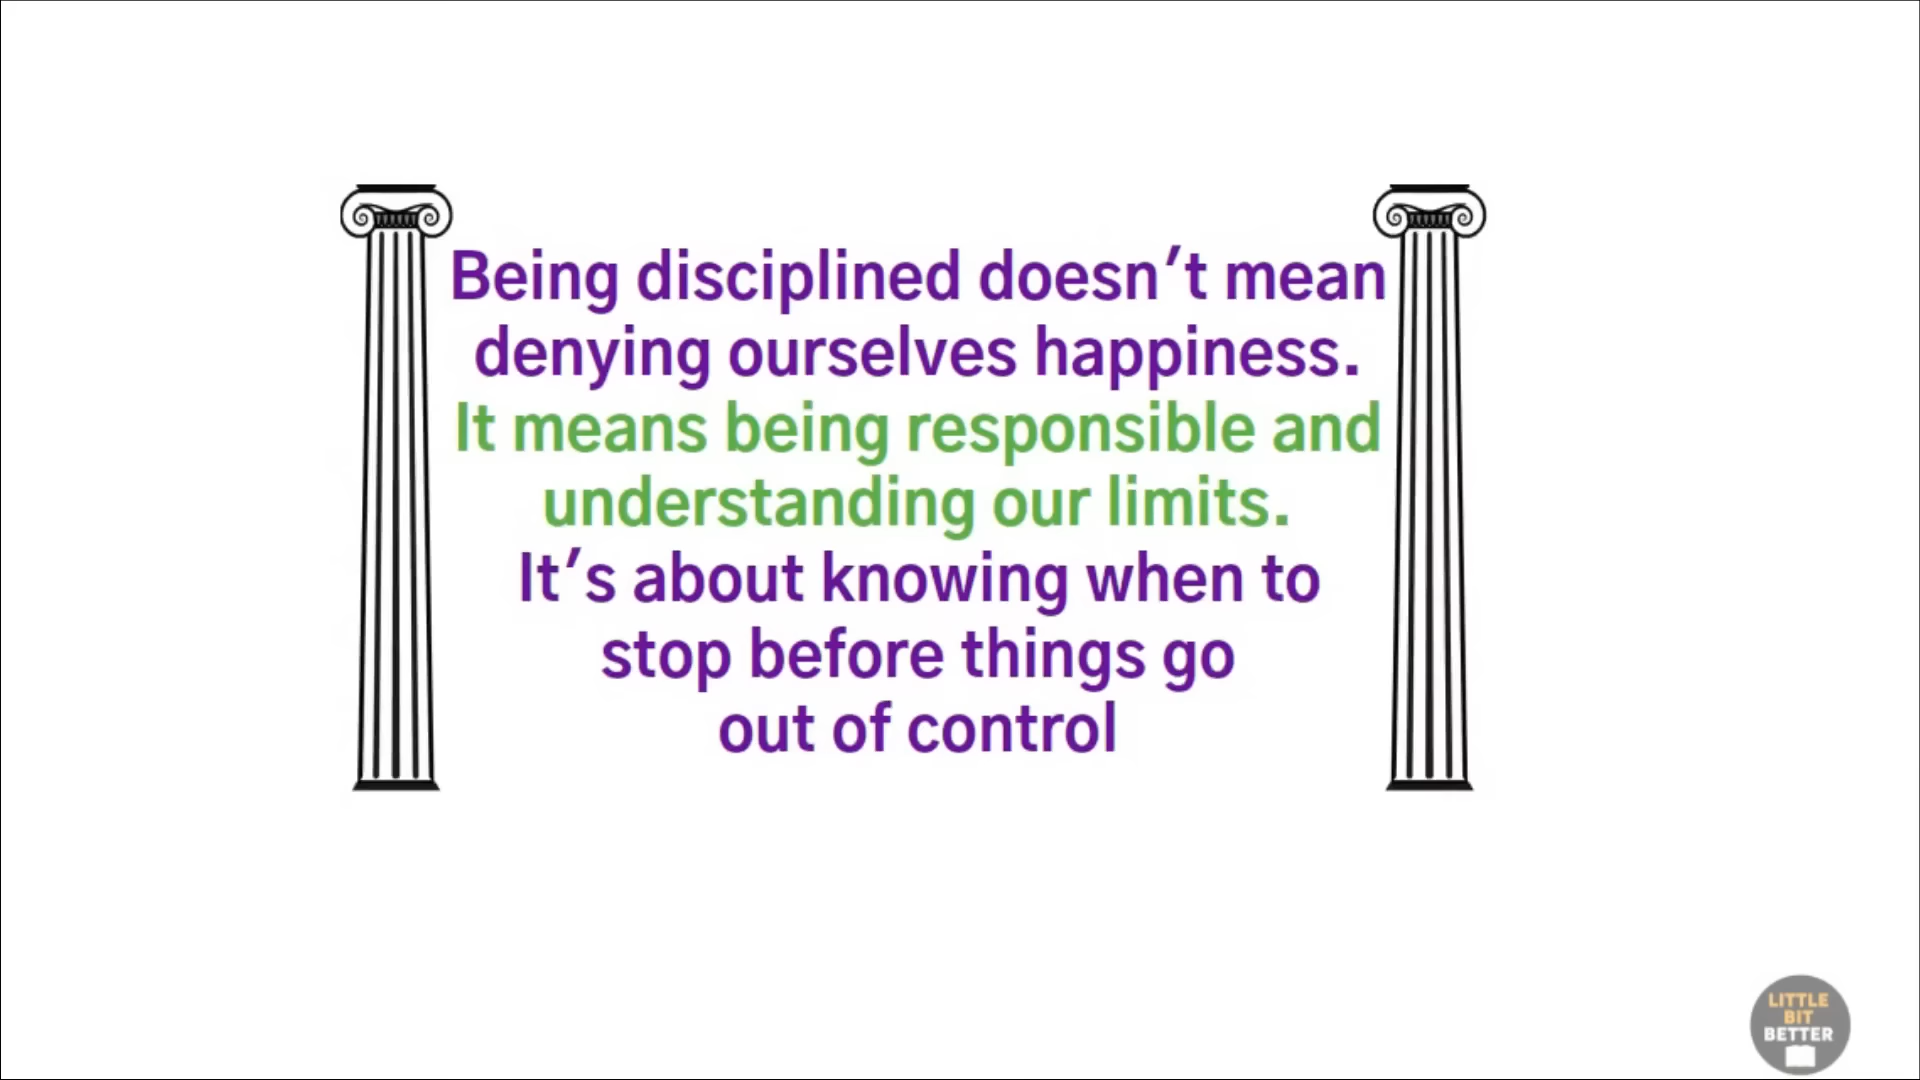 Being disciplined doesn't mean
denying ourselves happiness.
It means being responsible and
understanding our limits.
It's about knowing when to
stop before things go
out of control
LITTLE
BIT
BETTER